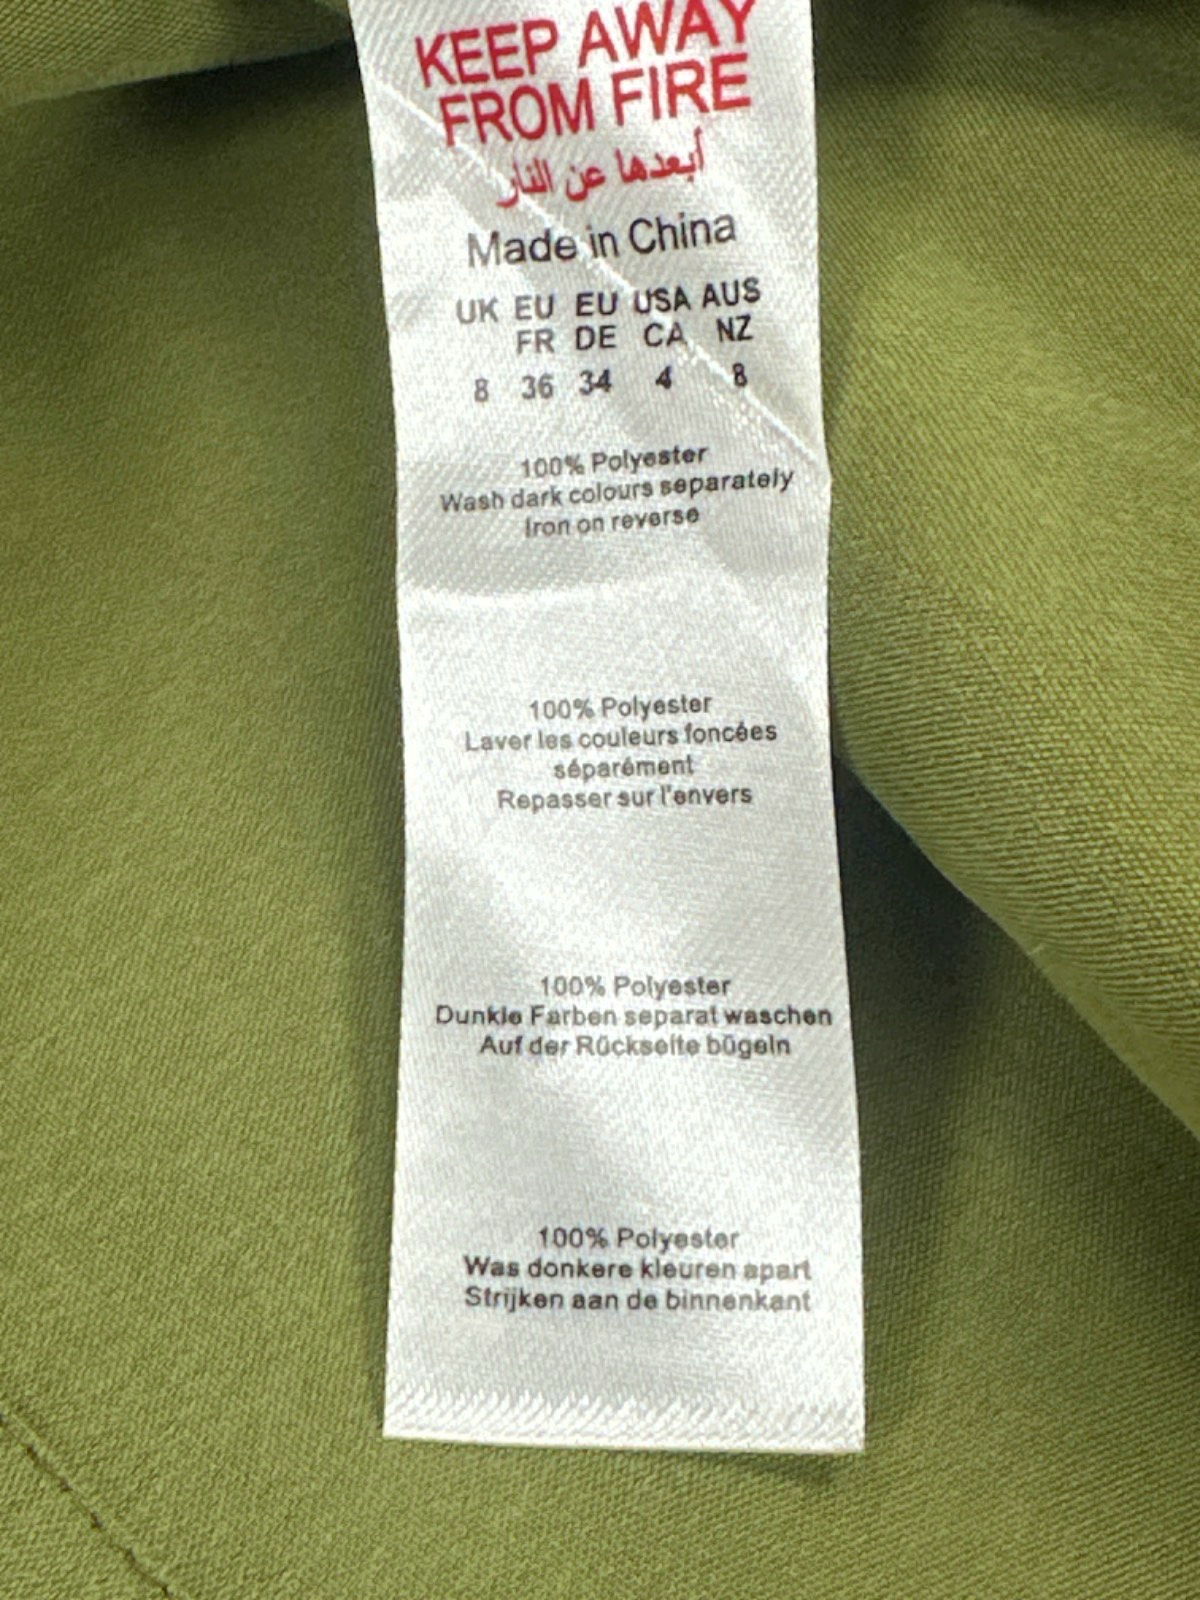 KEEP AWAY
FROM FIRE
أبعدها عن النار
Made in China
UK EU EU USA AUS
FR DE CA NZ
8 36 34 4 8
100% Polyester
Wash dark colours separately
Iron on reverse
100% Polyester
Laver les couleurs foncées
séparément
Repasser sur l'envers
100% Polyester
Dunkle Farben separat waschen
Auf der Rückseite bügeln
100% Polyester
Was donkere kleuren apart
Strijken aan de binnenkant